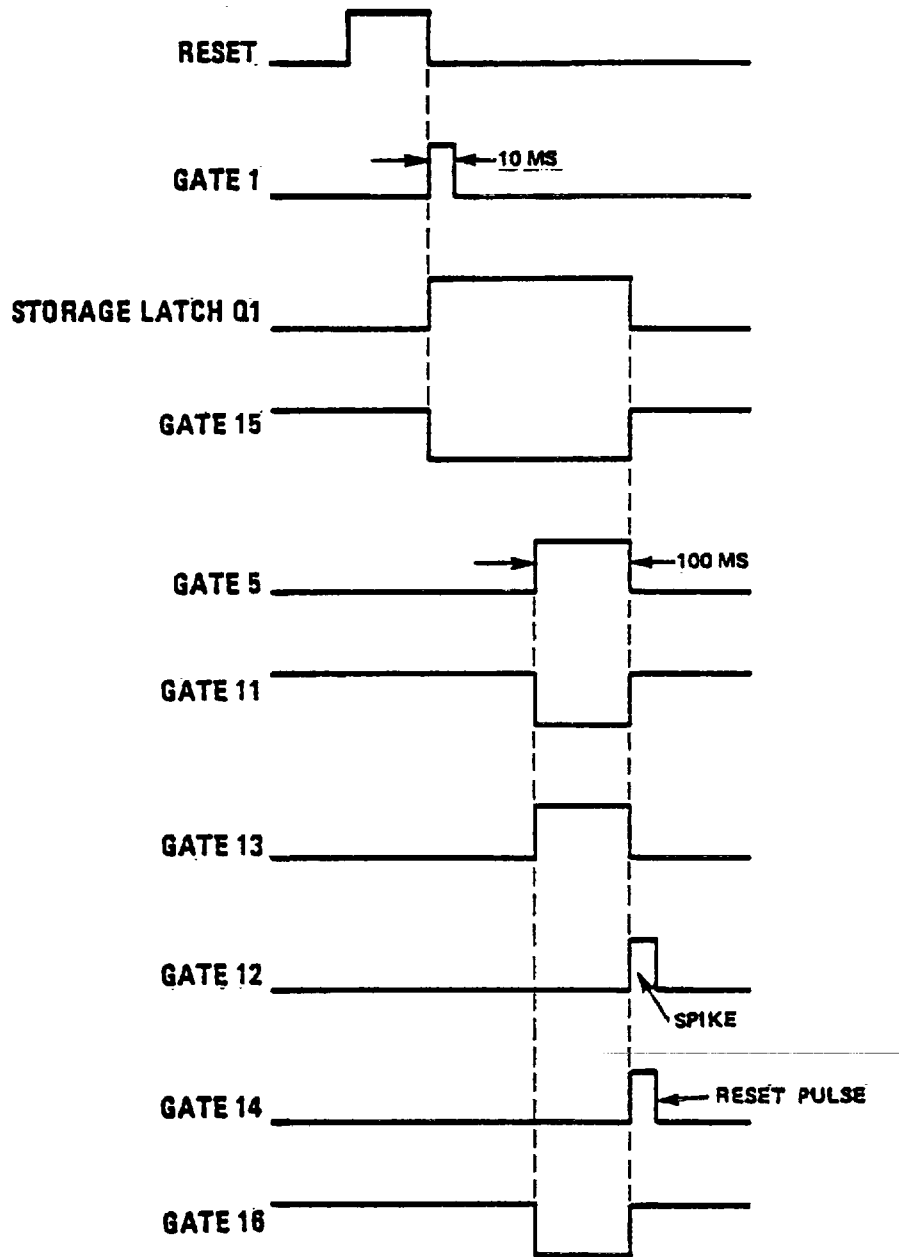 RESET
GATE 1
10 MS
STORAGE LATCH Q1
GATE 15
GATE 5
100 MS
GATE 11
GATE 13
GATE 12
SPIKE
GATE 14
RESET PULSE
GATE 16